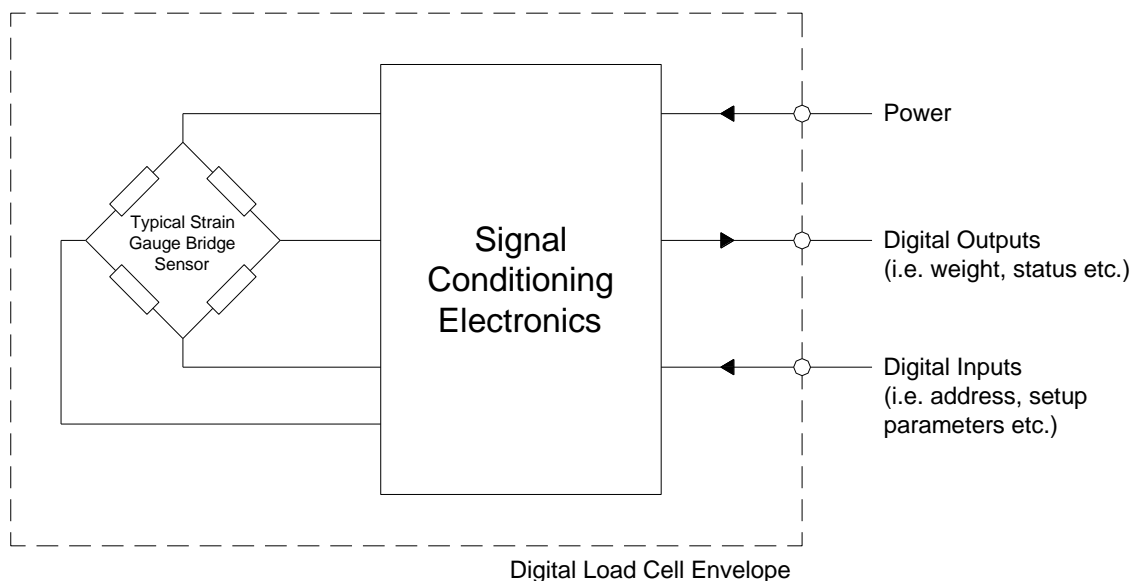 Typical Strain
Gauge Bridge
Sensor
Signal
Conditioning
Electronics
Power
Digital Outputs
(i.e. weight, status etc.)
Digital Inputs
(i.e. address, setup
parameters etc.)
Digital Load Cell Envelope